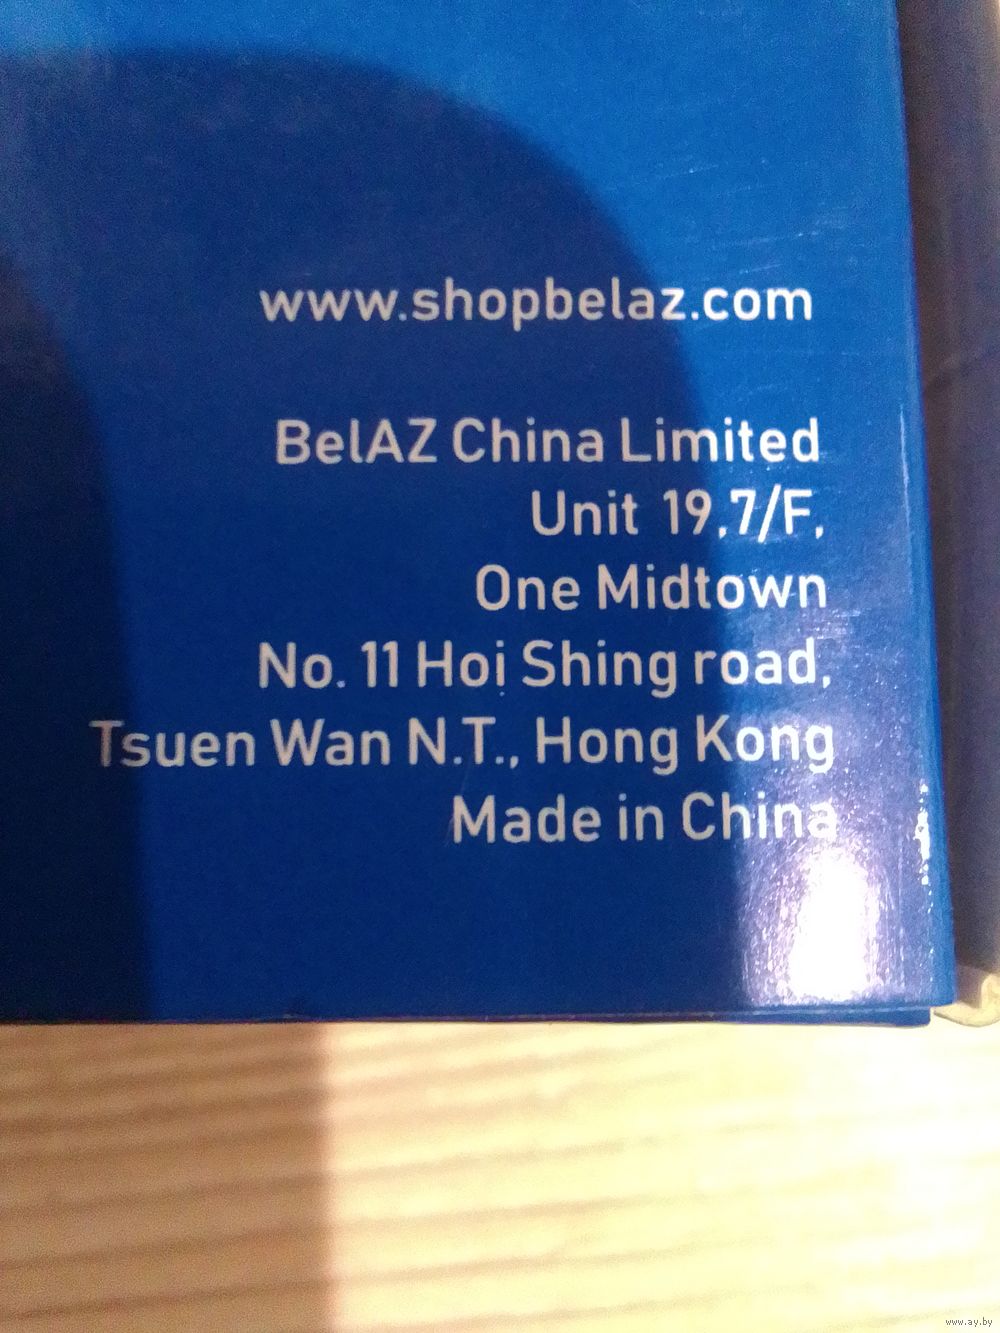 www.shopbelaz.com
BelAZ China Limited
Unit 19,7/F,
One Midtown
No. 11 Hoi Shing road,
Tsuen Wan N.T., Hong Kong
Made in China
www.ay.by